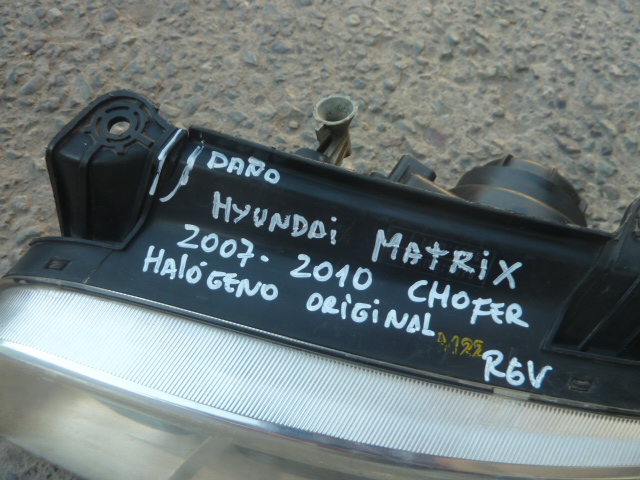 DAÑO
HYUNDAI MATRIX
2007- 2010 CHOFER
HALÓGENO ORIGINAL
REV